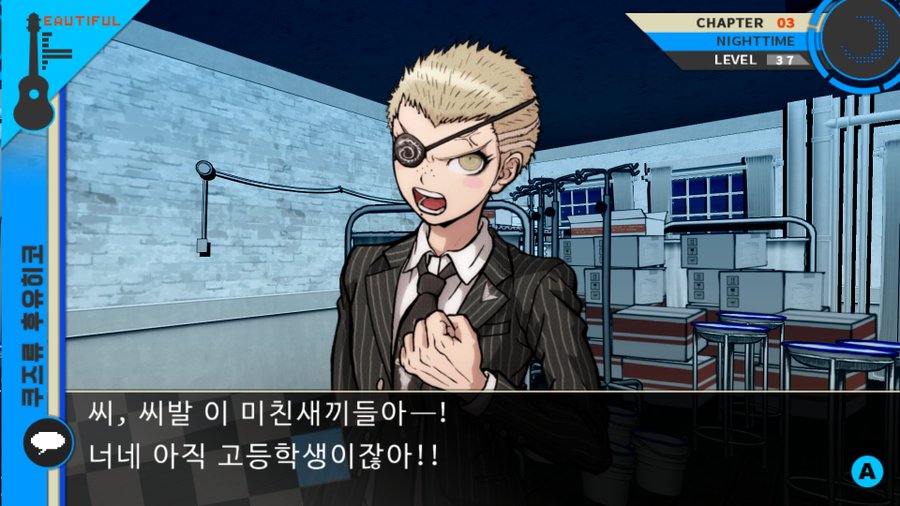 BEAUTIFUL
CHAPTER 03
NIGHTTIME
LEVEL 37
쿠즈류 후유히코
씨, 씨발 이 미친새끼들아—!
너네 아직 고등학생이잖아!!
A